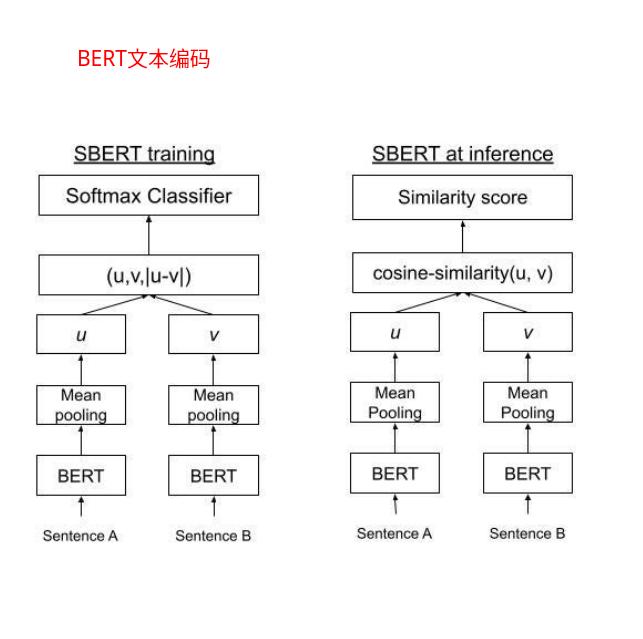 BERT文本编码
SBERT training
Softmax Classifier
(u,v,|u-v|)
u
v
Mean
pooling
Mean
pooling
BERT
BERT
Sentence A
Sentence B
SBERT at inference
Similarity score
cosine-similarity(u, v)
u
v
Mean
Pooling
Mean
Pooling
BERT
BERT
Sentence A
Sentence B